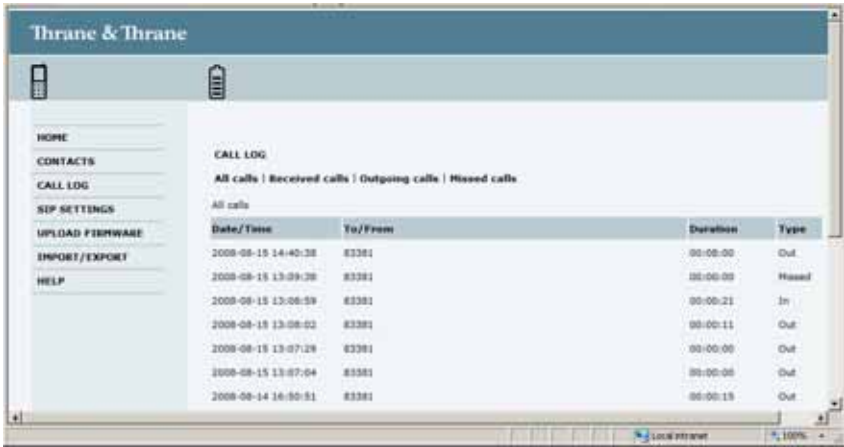 Thrane & Thrane
HOME
CONTACTS
CALL LOG
SIP SETTINGS
UPLOAD FIRMWARE
IMPORT/EXPORT
HELP
CALL LOG
All calls | Received calls | Outgoing calls | Missed calls
All calls
Date/Time To/From Duration Type
2008-08-15 14:40:38 83381 00:08:00 Out
2008-08-15 13:09:38 83381 00:00:00 Missed
2008-08-15 13:08:59 83381 00:00:21 In
2008-08-15 13:08:02 83381 00:00:11 Out
2008-08-15 13:07:29 83381 00:00:00 Out
2008-08-15 13:07:04 83381 00:00:00 Out
2008-08-14 16:50:51 83381 00:00:15 Out
Local intranet 100%